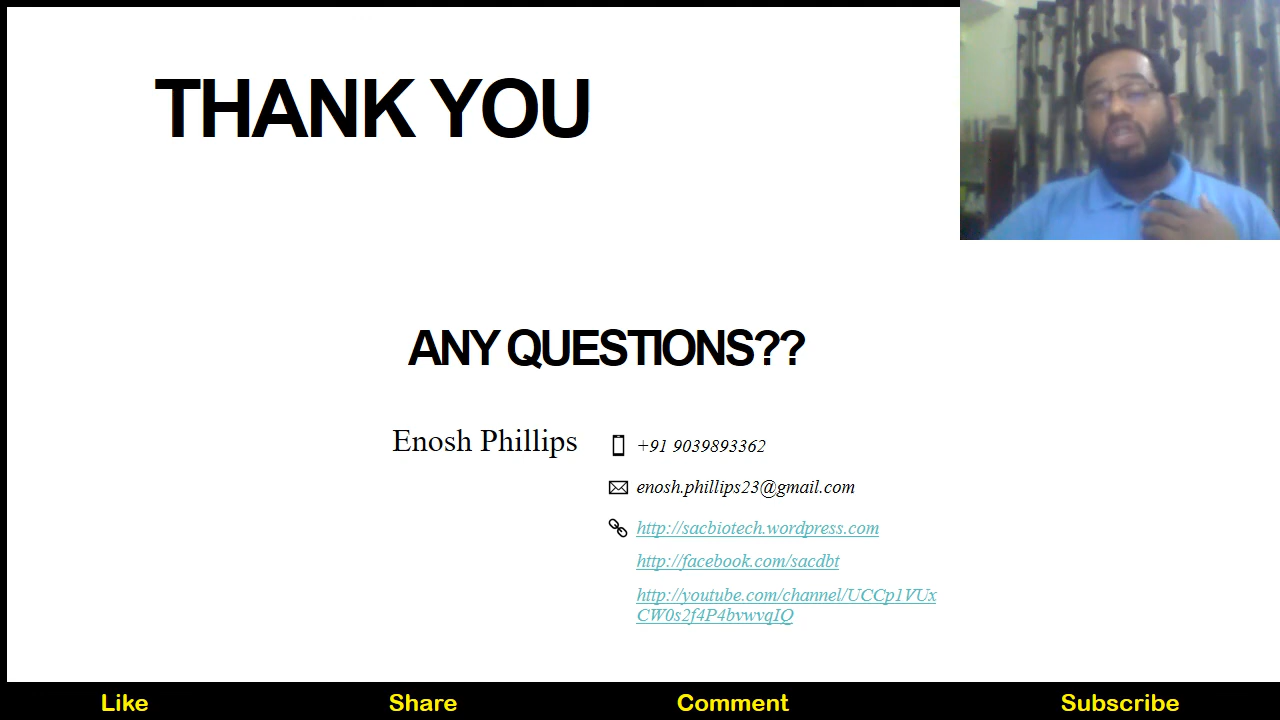 THANK YOU
ANY QUESTIONS??
Enosh Phillips
+91 9039893362
enosh.phillips23@gmail.com
http://sacbiotech.wordpress.com
http://facebook.com/sacdbt
http://youtube.com/channel/UCCp1VUx
CW0s2f4P4bvwvqIQ
Like Share Comment Subscribe